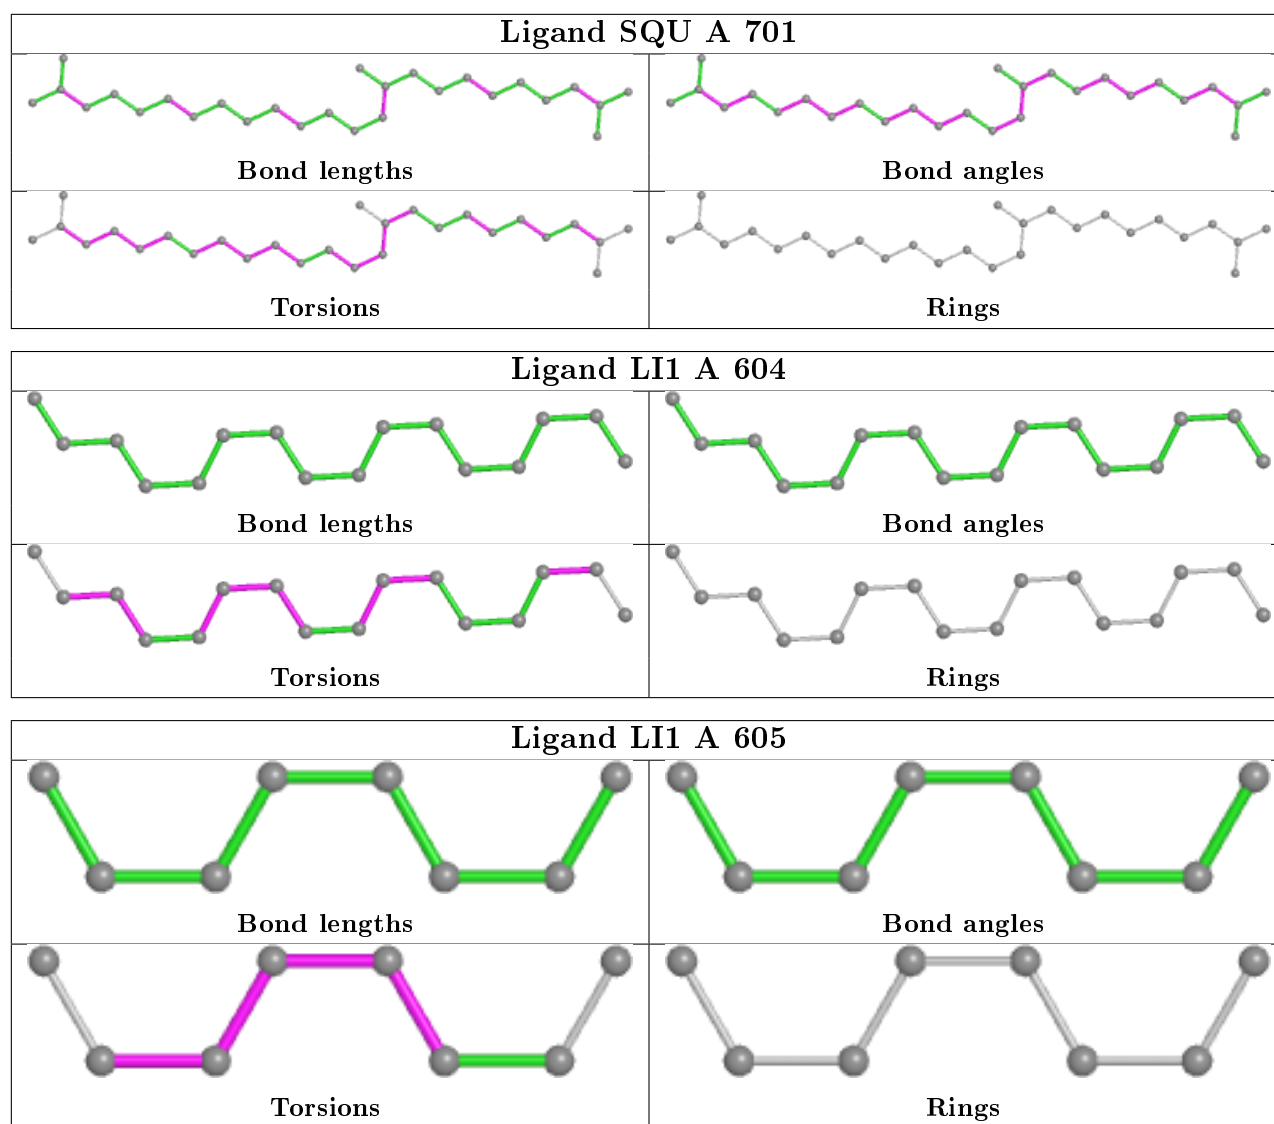 Ligand SQU A 701
Bond lengths
Bond angles
Torsions
Rings
Ligand LI1 A 604
Bond lengths
Bond angles
Torsions
Rings
Ligand LI1 A 605
Bond lengths
Bond angles
Torsions
Rings